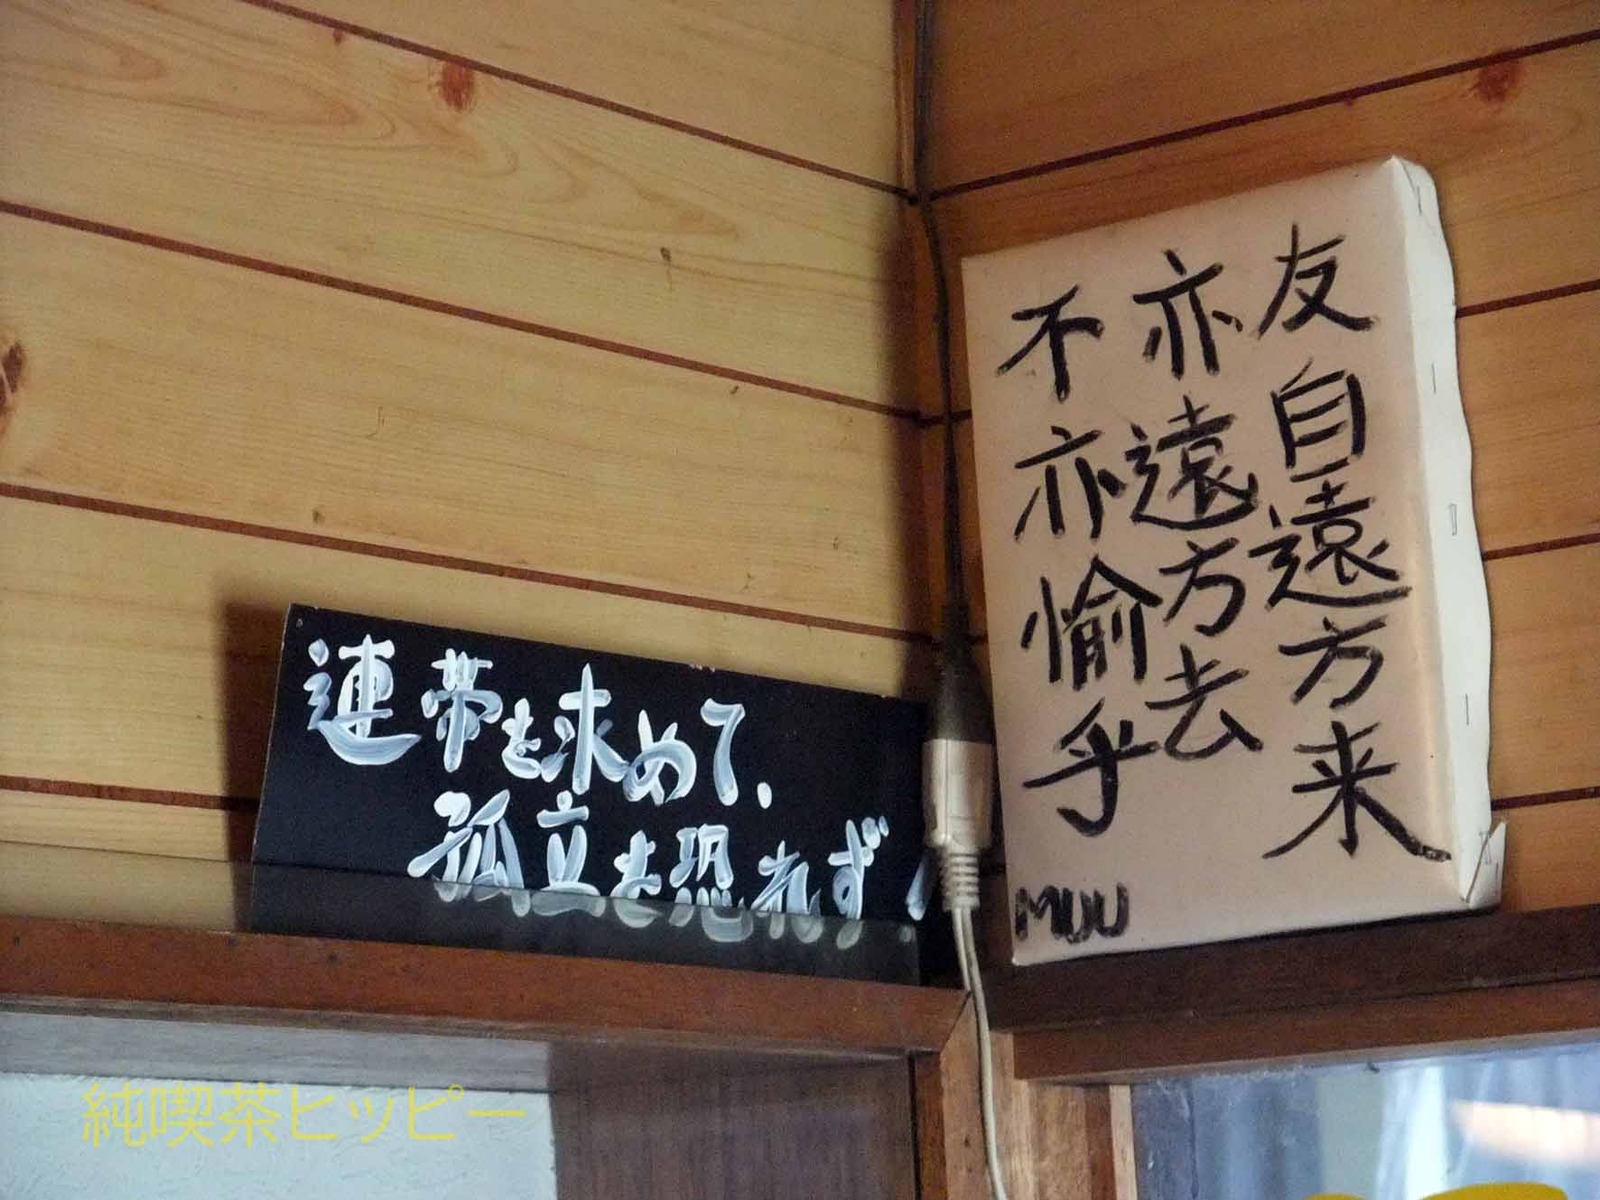 友自遠方来
亦遠方去
不亦愉乎
MUU
連帯を求めて、
孤立を恐れず
純喫茶ヒッピー